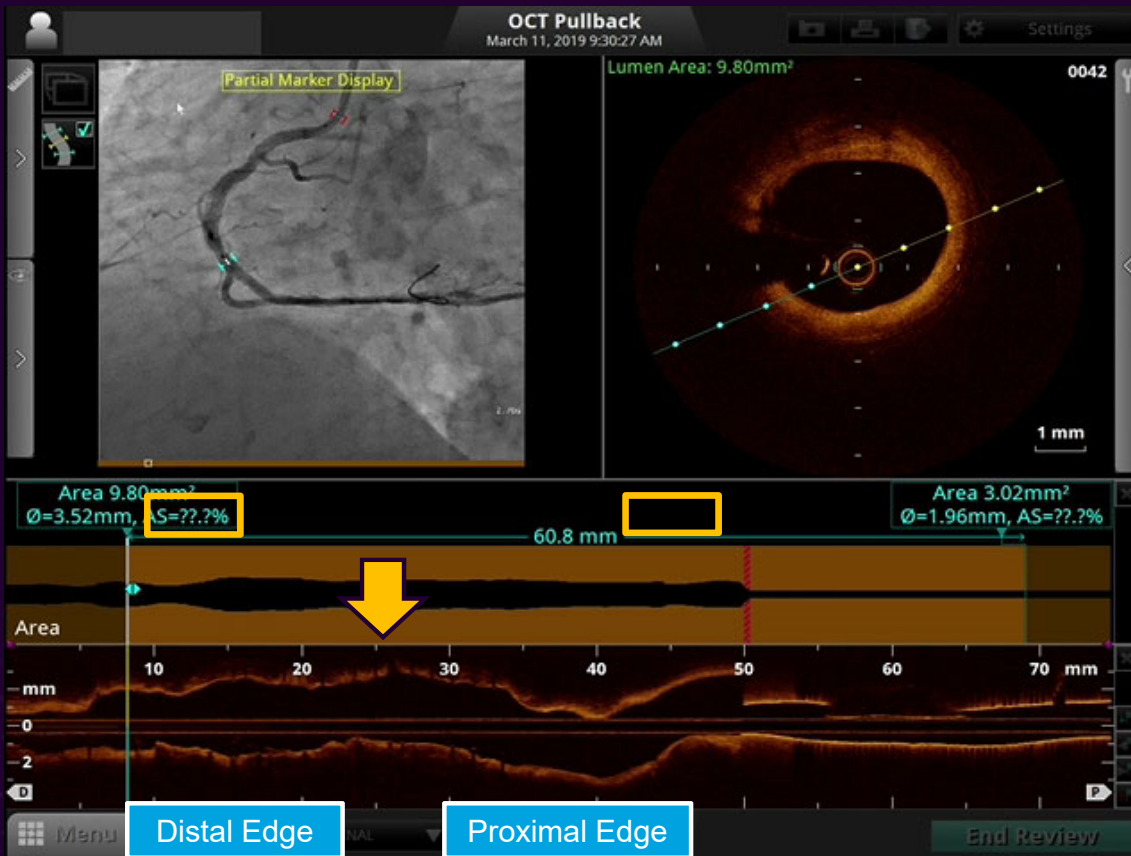 OCT Pullback
March 11, 2019 9:30:27 AM
Settings
Partial Marker Display
Lumen Area: 9.80mm²
0042
1 mm
Area 9.80mm²
Ø=3.52mm, AS=??.?%
Area 3.02mm²
Ø=1.96mm, AS=??.?%
60.8 mm
Area
10 20 30 40 50 60 70 mm
mm
0
2
D
P
Menu
Distal Edge
NAL
Proximal Edge
End Review